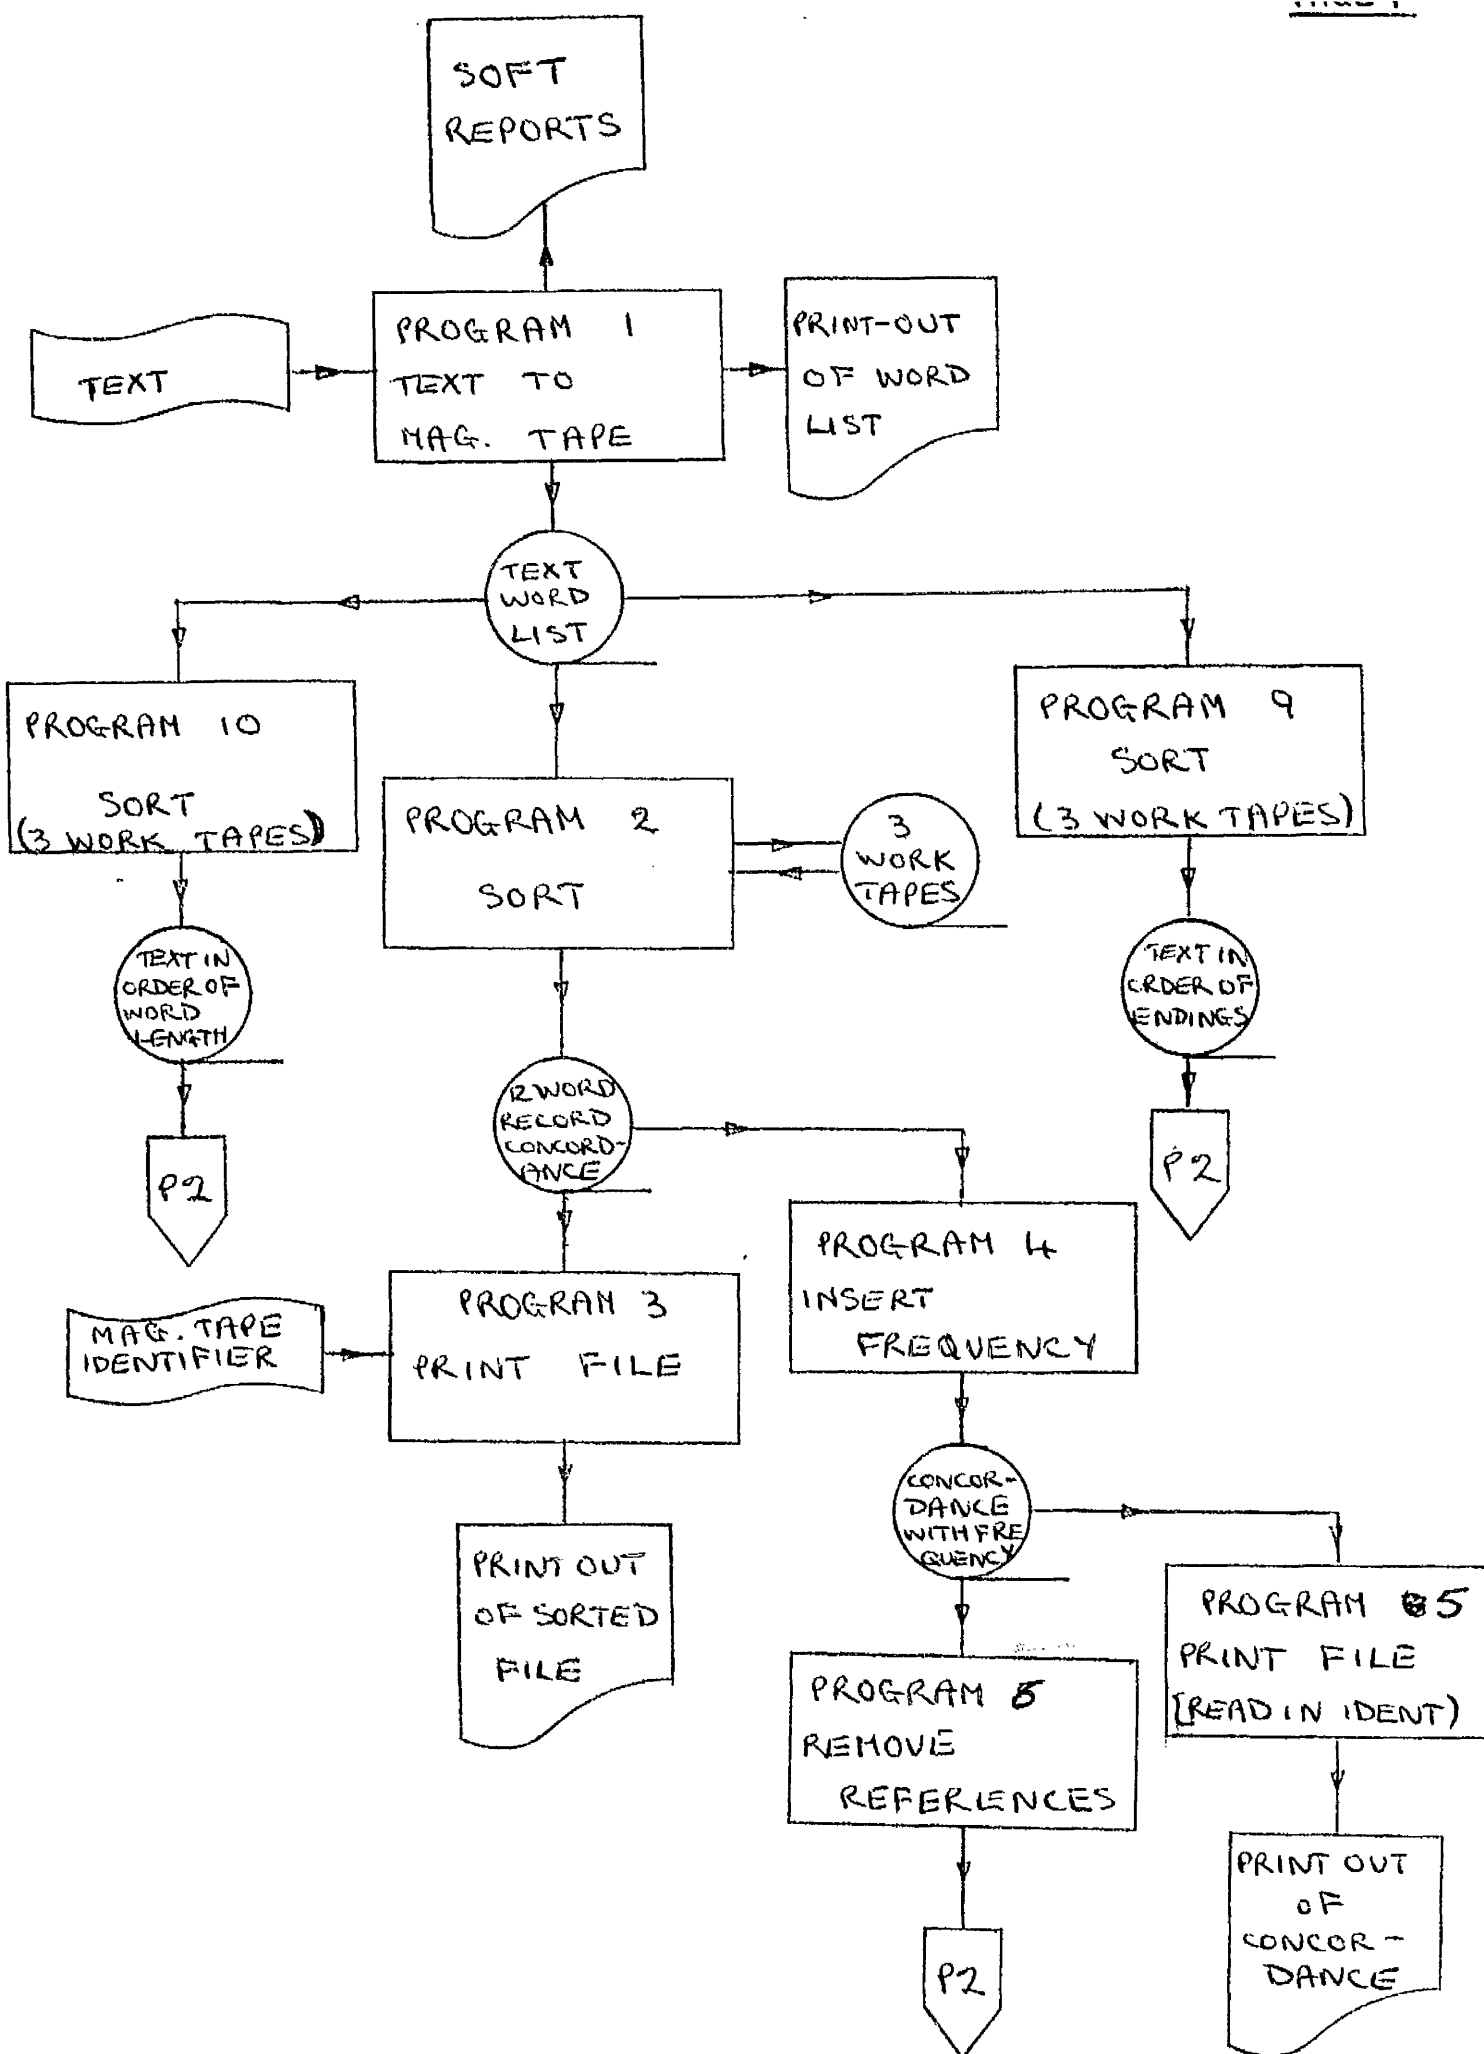 SOFT
REPORTS
TEXT
PROGRAM 1
TEXT TO
MAG. TAPE
PRINT-OUT
OF WORD
LIST
TEXT
WORD
LIST
PROGRAM 10
SORT
(3 WORK TAPES)
PROGRAM 2
SORT
3
WORK
TAPES
PROGRAM 9
SORT
(3 WORK TAPES)
TEXT IN
ORDER OF
WORD
LENGTH
TEXT IN
ORDER OF
ENDINGS
P2
12 WORD
RECORD
CONCORD-
ANCE
P2
MAG. TAPE
IDENTIFIER
PROGRAM 3
PRINT FILE
PROGRAM 4
INSERT
FREQUENCY
PRINT OUT
OF SORTED
FILE
CONCOR-
DANCE
WITH FRE
QUENCY
PROGRAM 5
REMOVE
REFERENCES
PROGRAM 5
PRINT FILE
[READ IN IDENT)
P2
PRINT OUT
OF
CONCOR-
DANCE